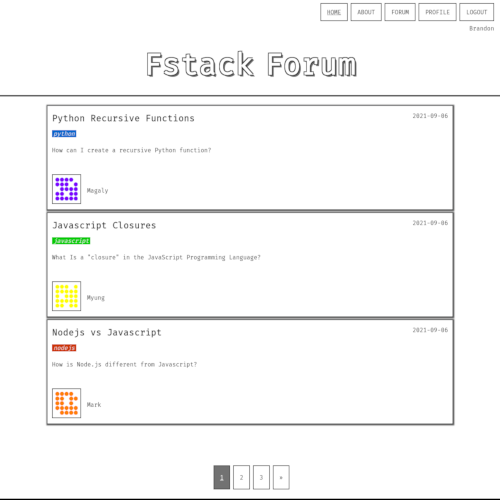 HOME ABOUT FORUM PROFILE LOGOUT
Brandon
Fstack Forum
Python Recursive Functions 2021-09-06
python
How can I create a recursive Python function?
Magaly
Javascript Closures 2021-09-06
javascript
What Is a "closure" in the JavaScript Programming Language?
Myung
Nodejs vs Javascript 2021-09-06
nodejs
How is Node.js different from Javascript?
Mark
1 2 3 »